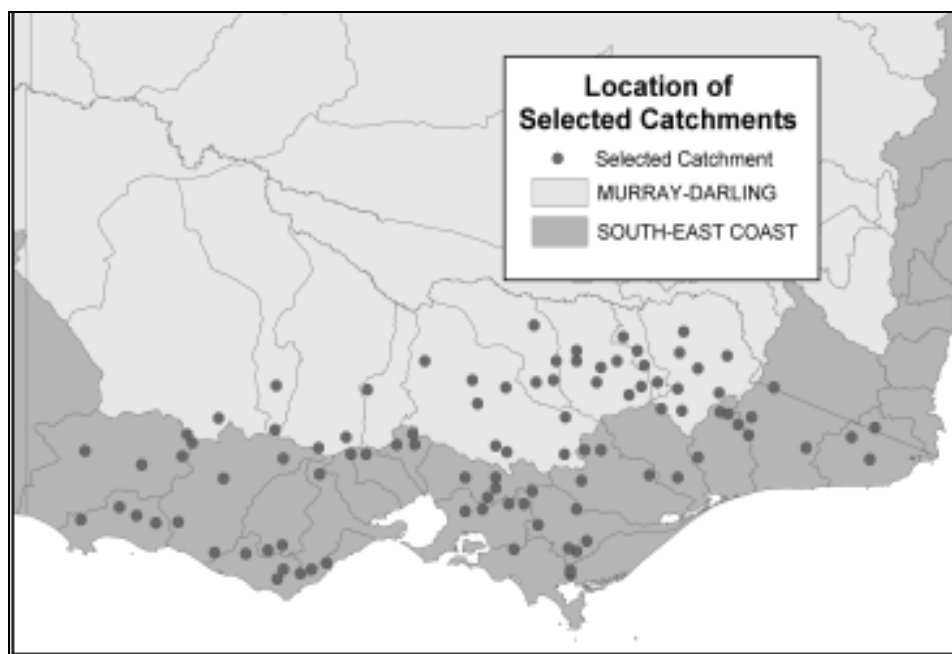 Location of
Selected Catchments
Selected Catchment
MURRAY-DARLING
SOUTH-EAST COAST